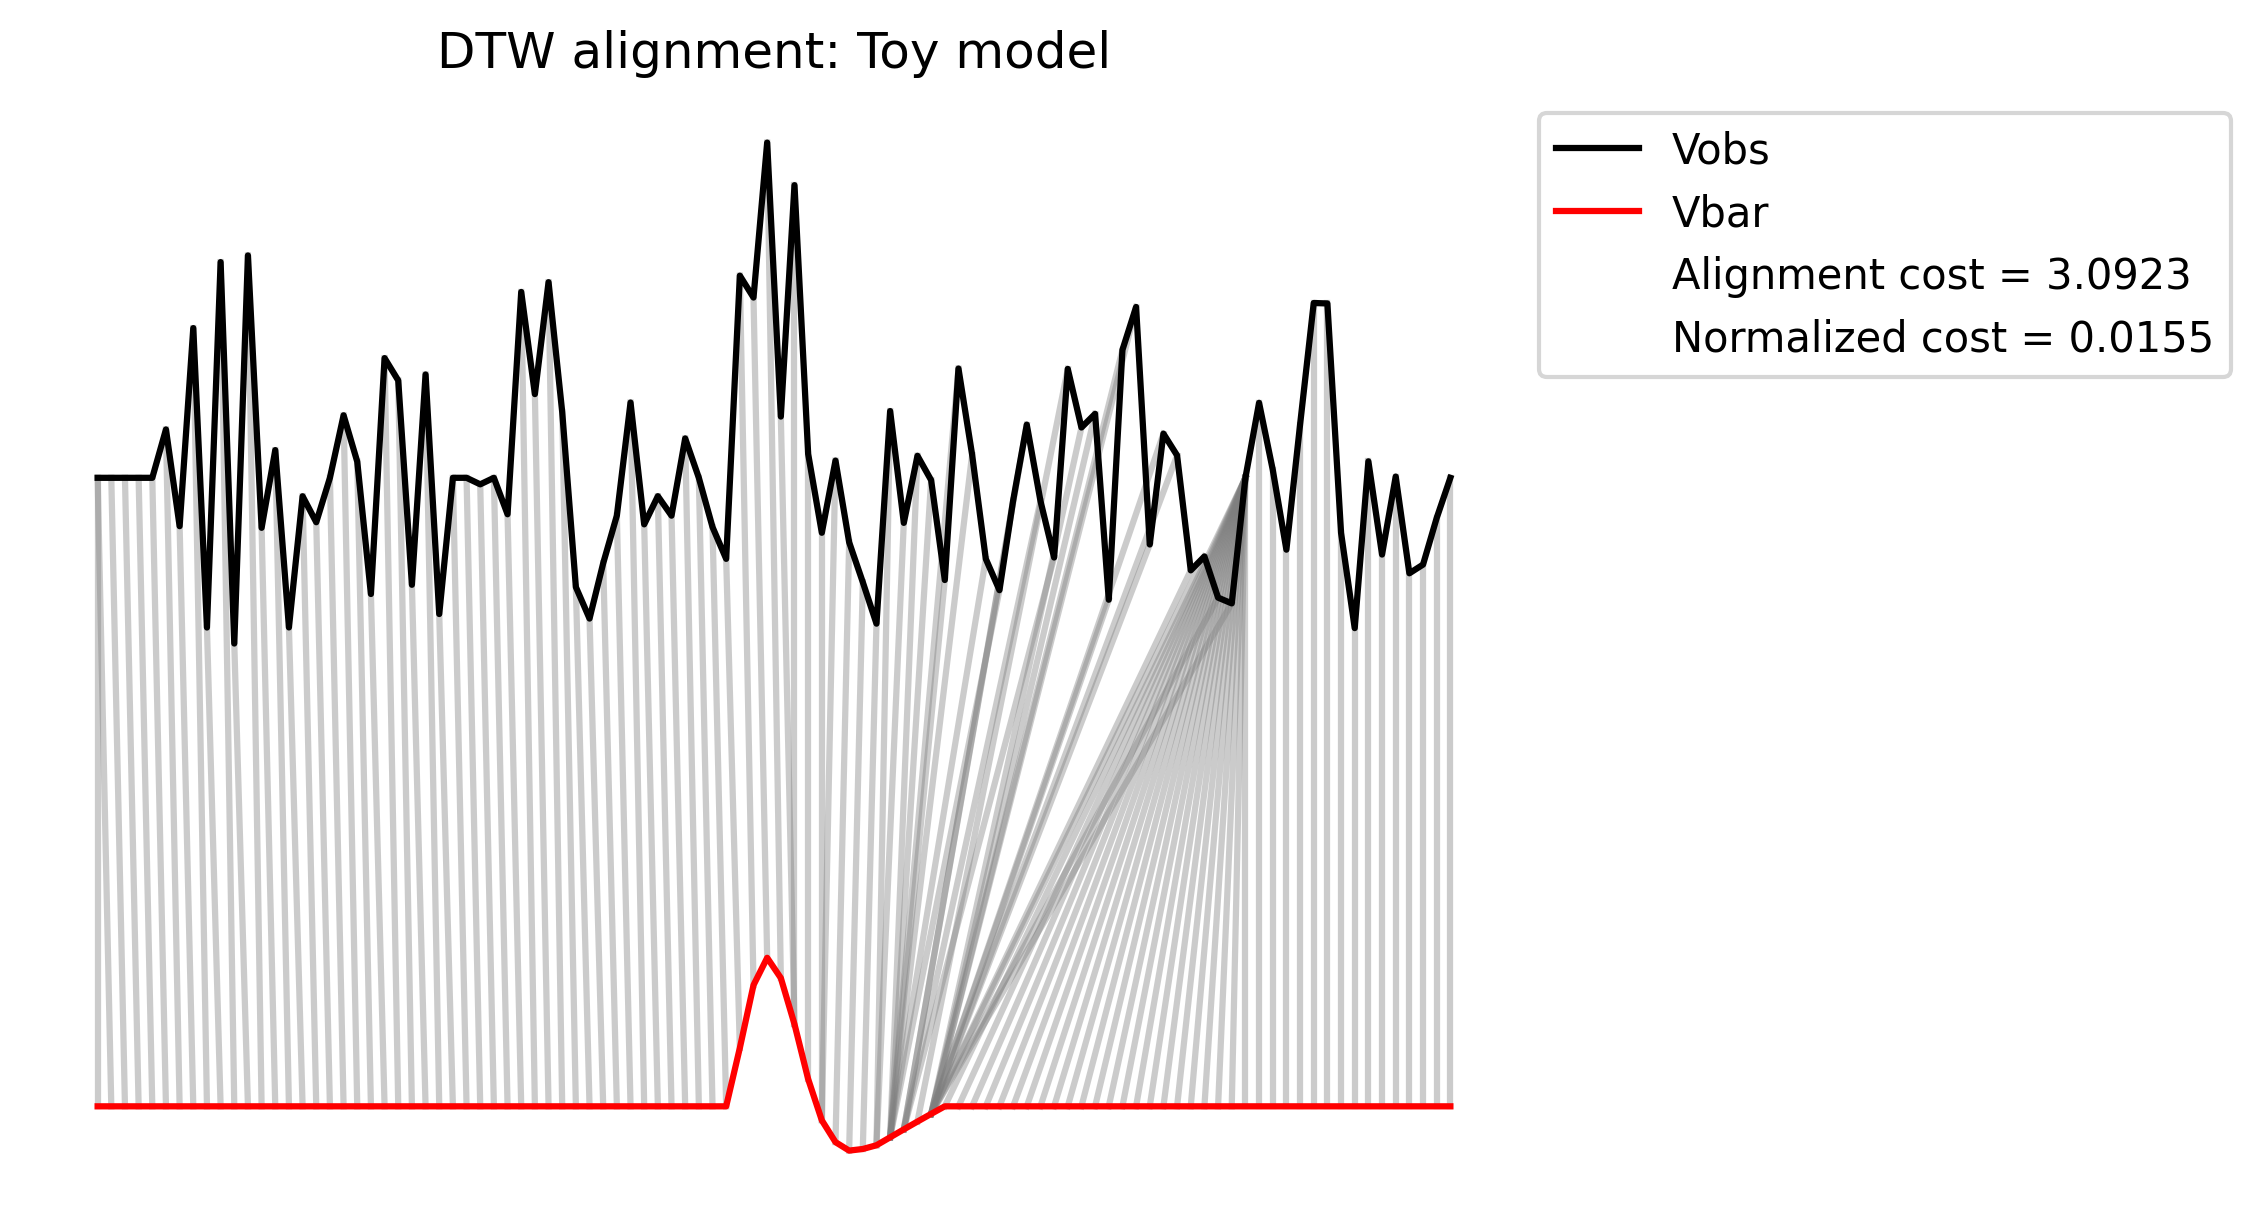 DTW alignment: Toy model
Vobs
Vbar
Alignment cost = 3.0923
Normalized cost = 0.0155